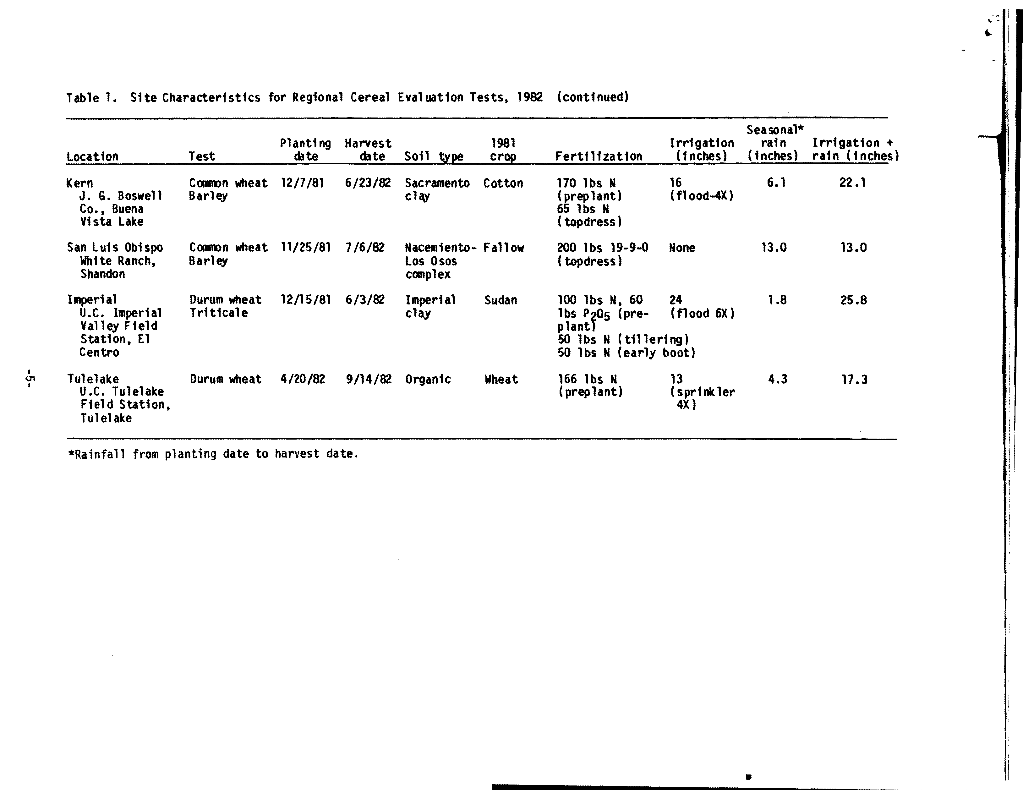 Table 1. Site Characteristics for Regional Cereal Evaluation Tests, 1982 (continued)
Seasonal*
Planting Harvest 1981 Irrigation rain Irrigation +
Location Test date date Soil type crop Fertilization (inches) (inches) rain (inches)
Kern Common wheat 12/7/81 6/23/82 Sacramento Cotton 170 lbs N 16 6.1 22.1
J. G. Boswell Barley clay (preplant) (flood-4X)
Co., Buena 65 lbs N
Vista Lake (topdress)
San Luis Obispo Common wheat 11/25/81 7/6/82 Nacemiento- Fallow 200 lbs 19-9-0 None 13.0 13.0
White Ranch, Barley Los Osos (topdress)
Shandon complex
Imperial Durum wheat 12/15/81 6/3/82 Imperial Sudan 100 lbs N, 60 24 1.8 25.8
U.C. Imperial Triticale clay lbs P2O5 (pre- (flood 6X)
Valley Field plant)
Station, El 50 lbs N (tillering)
Centro 50 lbs N (early boot)
Tulelake Durum wheat 4/20/82 9/14/82 Organic Wheat 166 lbs N 13 4.3 17.3
U.C. Tulelake (preplant) (sprinkler
Field Station, 4X)
Tulelake
*Rainfall from planting date to harvest date.
-5-